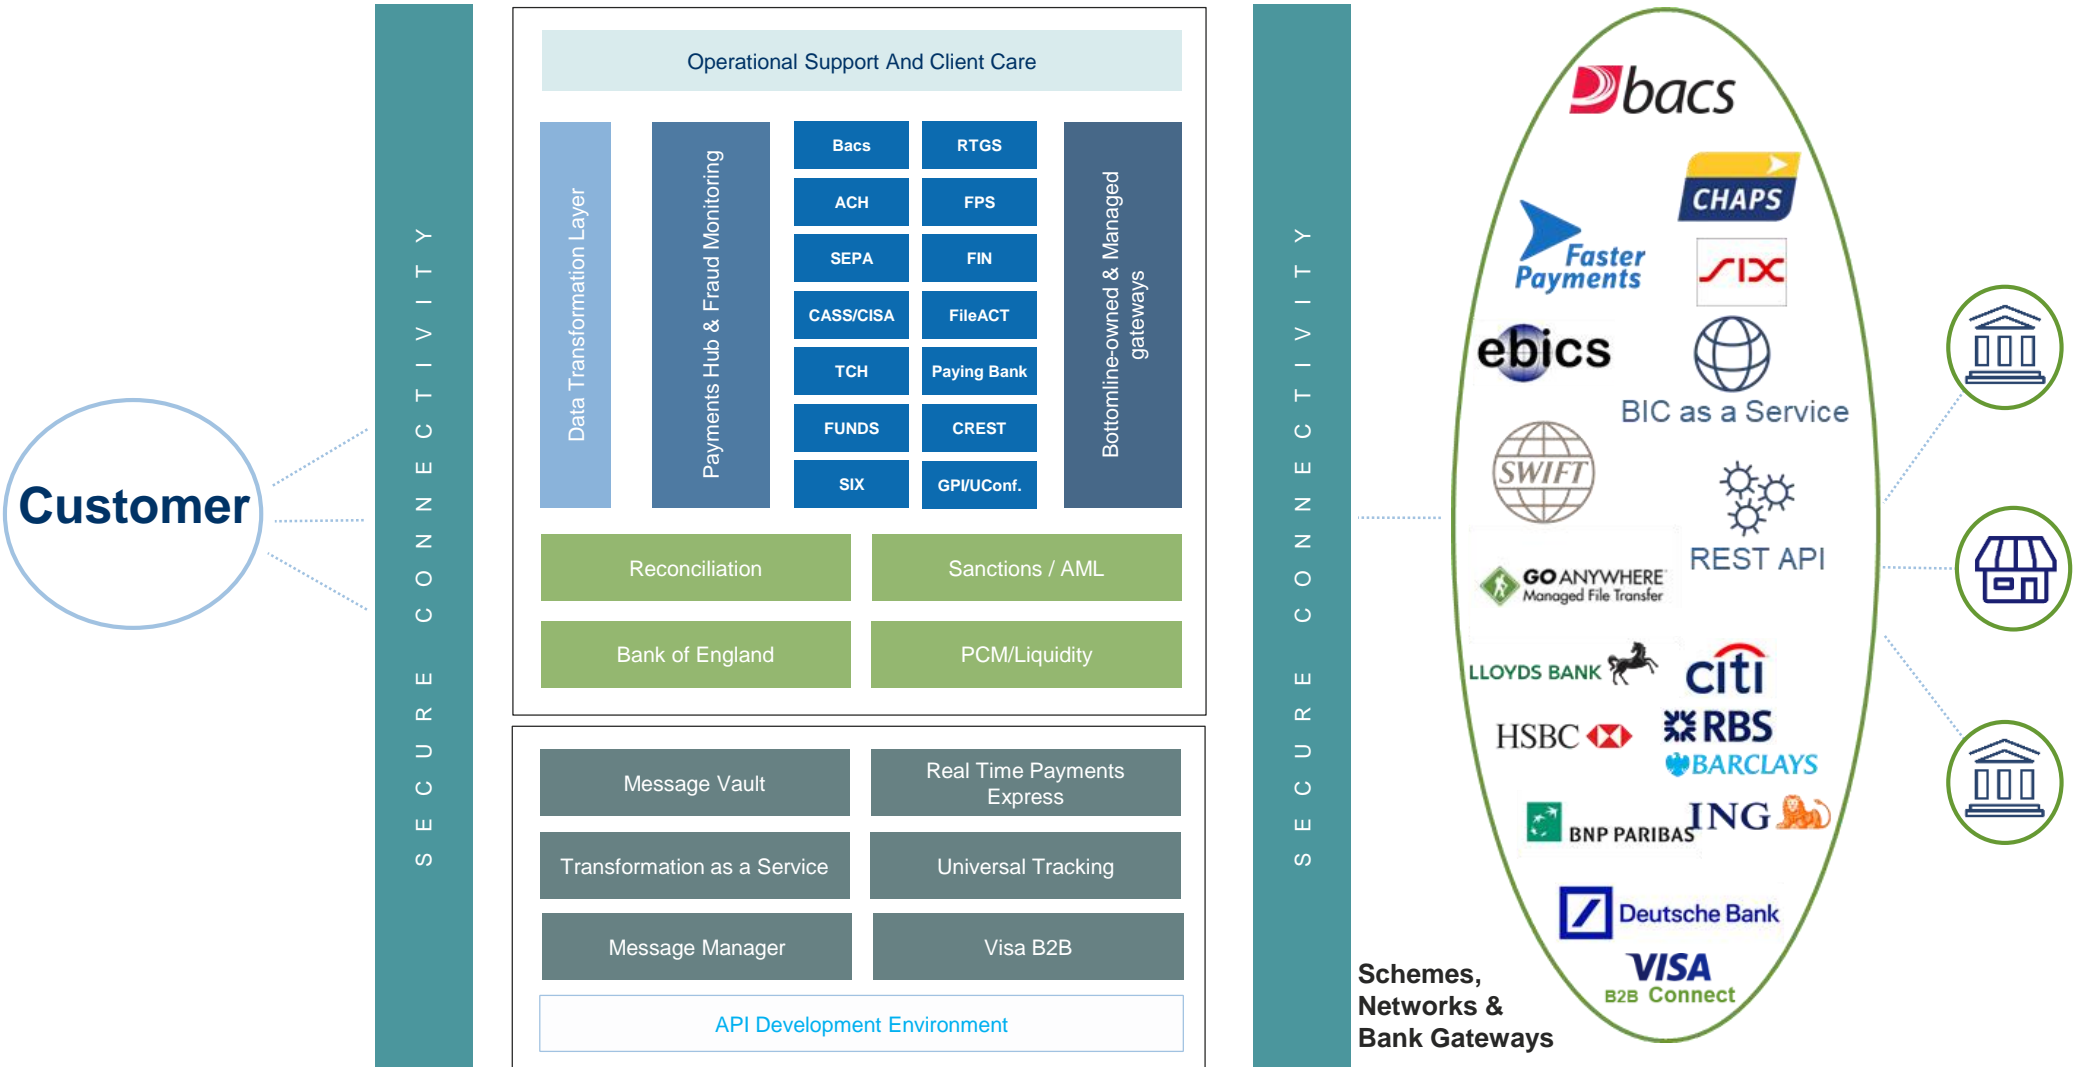 Customer
SECURE CONNECTIVITY
Operational Support And Client Care
Data Transformation Layer
Payments Hub & Fraud Monitoring
Bacs
RTGS
ACH
FPS
SEPA
FIN
CASS/CISA
FileACT
TCH
Paying Bank
FUNDS
CREST
SIX
GPI/UConf.
Bottomline-owned & Managed
gateways
Reconciliation
Sanctions / AML
Bank of England
PCM/Liquidity
Message Vault
Real Time Payments
Express
Transformation as a Service
Universal Tracking
Message Manager
Visa B2B
API Development Environment
SECURE CONNECTIVITY
bacs
CHAPS
Faster
Payments
SIX
ebics
BIC as a Service
SWIFT
REST API
GO ANYWHERE
Managed File Transfer
LLOYDS BANK
citi
HSBC
RBS
BARCLAYS
BNP PARIBAS
ING
Deutsche Bank
VISA
B2B Connect
Schemes,
Networks &
Bank Gateways